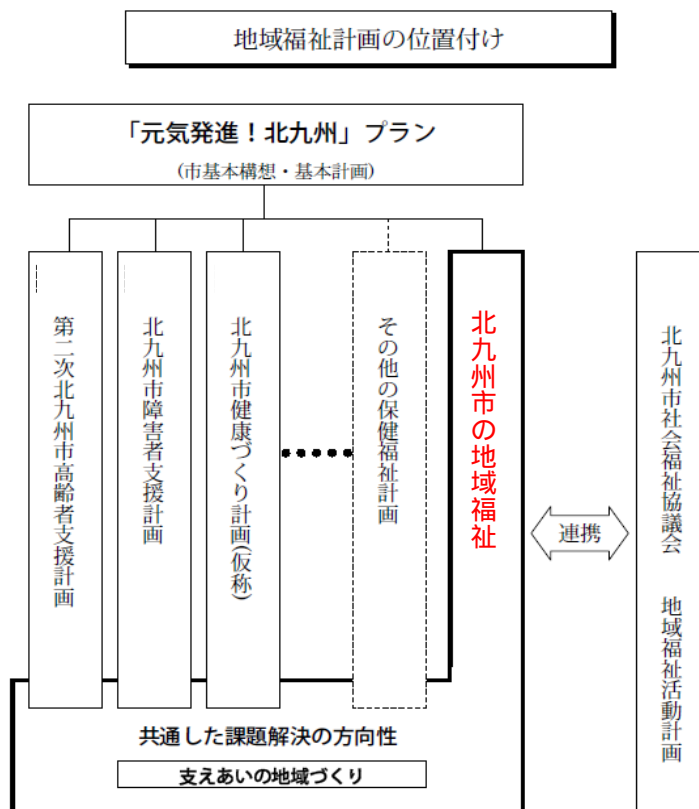 地域福祉計画の位置付け
「元気発進!北九州」プラン
(市基本構想・基本計画)
第二次北九州市高齢者支援計画
北九州市障害者支援計画
北九州市健康づくり計画(仮称)
その他の保健福祉計画
北九州市の地域福祉
連携
北九州市社会福祉協議会 地域福祉活動計画
共通した課題解決の方向性
支えあいの地域づくり